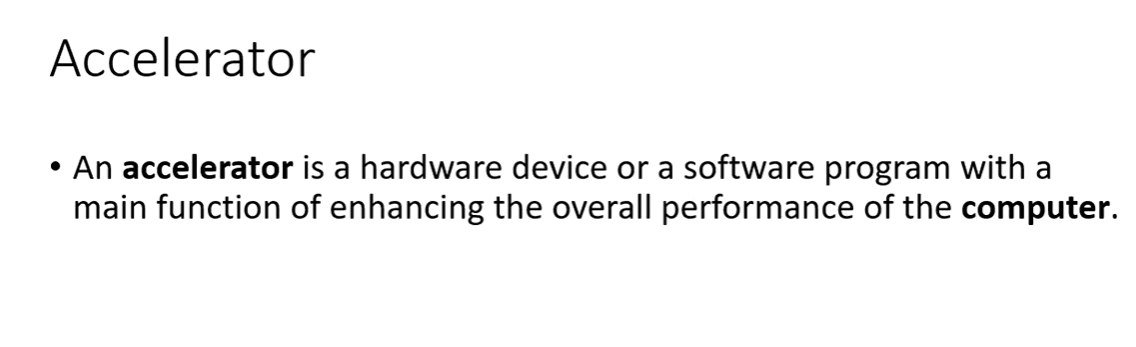 Accelerator
• An accelerator is a hardware device or a software program with a
main function of enhancing the overall performance of the computer.